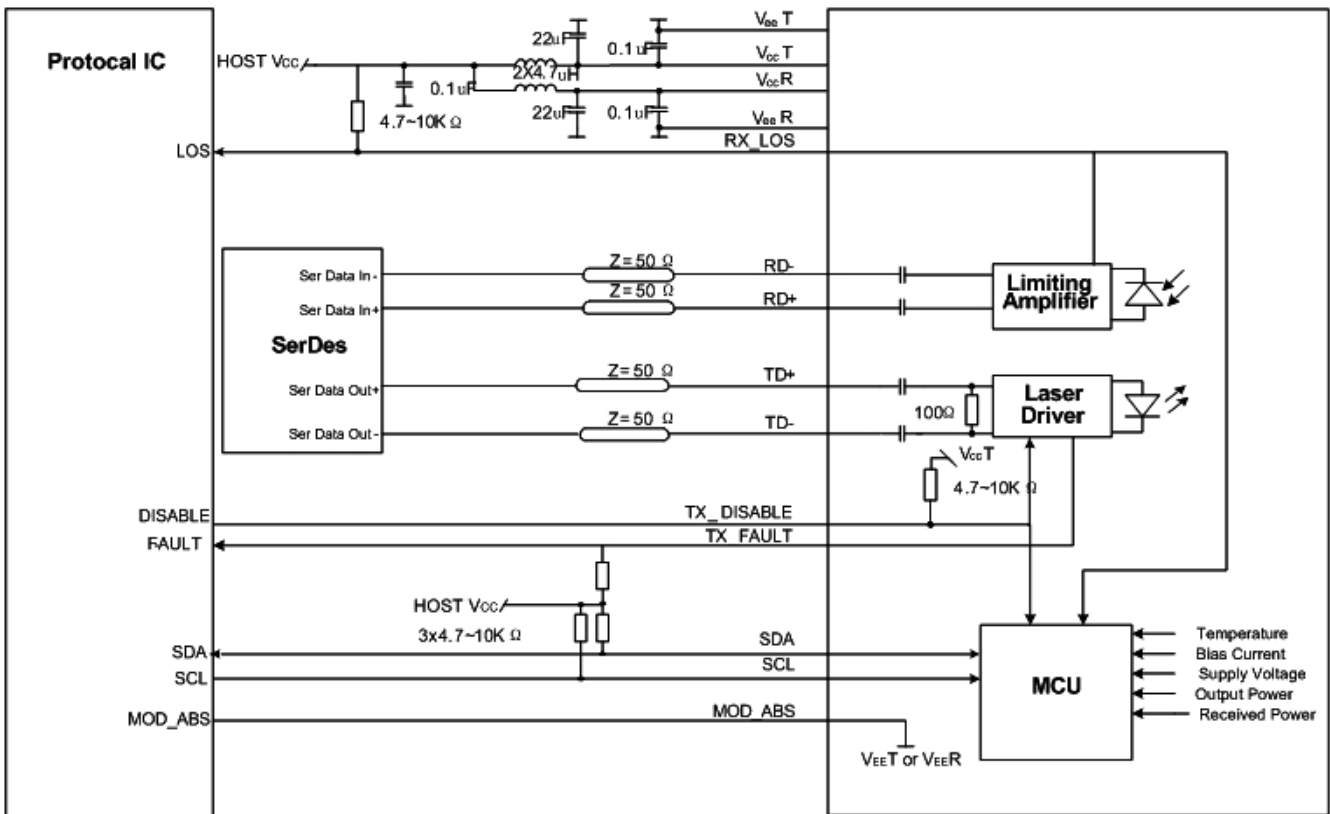 Protocal IC
HOST Vcc
22uF
0.1uF
VeeT
VccT
2X4.7uH
0.1uF
VccR
22uF
0.1uF
VeeR
4.7~10K Ω
LOS
RX_LOS
Ser Data In-
Z=50 Ω
RD-
Ser Data In+
Z=50 Ω
RD+
Limiting
Amplifier
SerDes
Ser Data Out+
Z=50 Ω
TD+
Ser Data Out-
Z=50 Ω
TD-
100Ω
Laser
Driver
VccT
4.7~10K Ω
DISABLE
TX_DISABLE
FAULT
TX_FAULT
HOST Vcc
3x4.7~10K Ω
SDA
SDA
SCL
SCL
MOD_ABS
MOD_ABS
VEET or VEER
MCU
Temperature
Bias Current
Supply Voltage
Output Power
Received Power